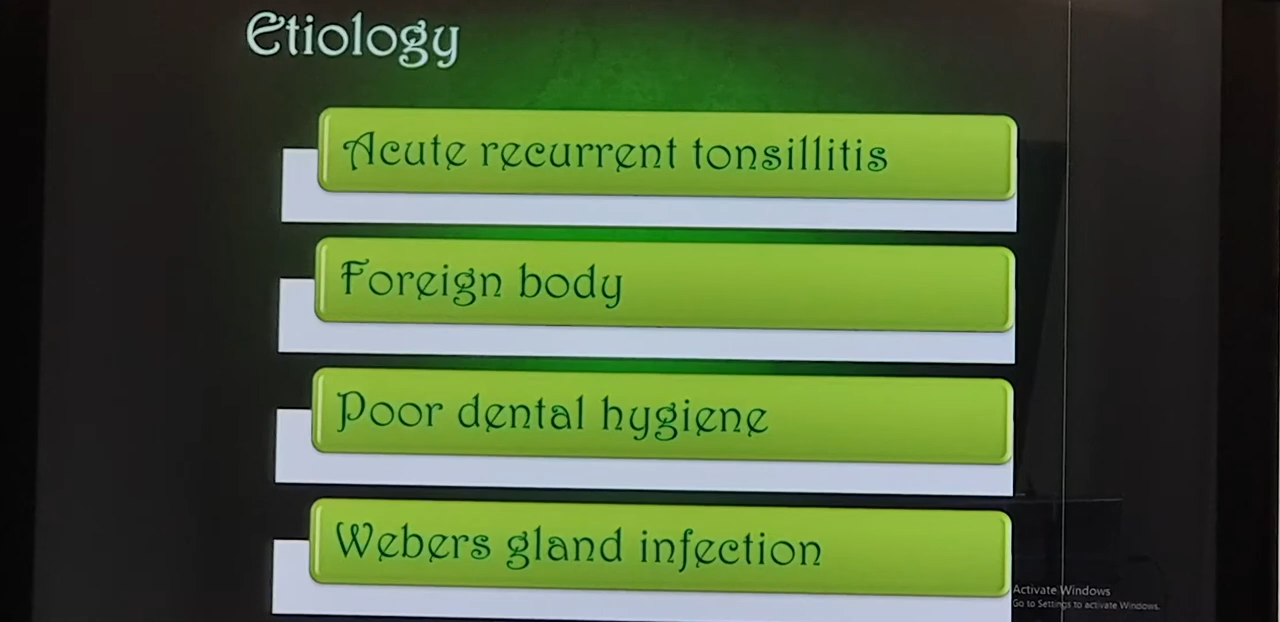 Etiology
Acute recurrent tonsillitis
Foreign body
Poor dental hygiene
Webers gland infection
Activate Windows
Go to Settings to activate Windows.